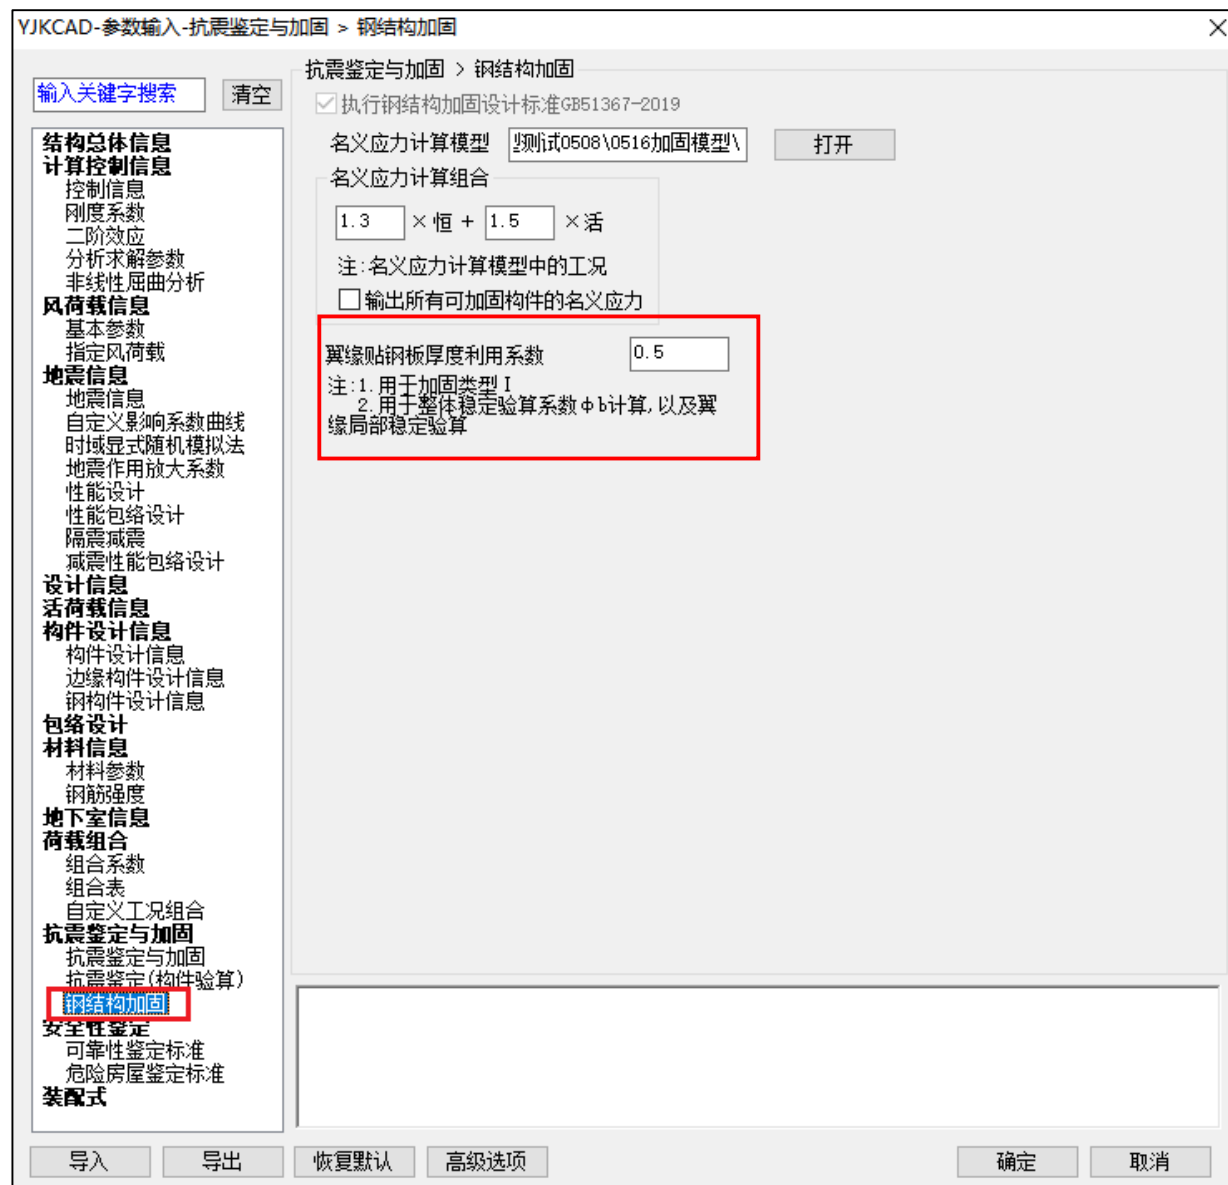 YJKCAD-参数输入-抗震鉴定与加固 > 钢结构加固
输入关键字搜索
清空
结构总体信息
计算控制信息
控制信息
刚度系数
二阶效应
分析求解参数
非线性屈曲分析
风荷载信息
基本参数
指定风荷载
地震信息
地震信息
自定义影响系数曲线
时域显式随机模拟法
地震作用放大系数
性能设计
性能包络设计
隔震减震
减震性能包络设计
设计信息
活荷载信息
构件设计信息
构件设计信息
边缘构件设计信息
钢构件设计信息
包络设计
材料信息
材料参数
钢筋强度
地下室信息
荷载组合
组合系数
组合表
自定义工况组合
抗震鉴定与加固
抗震鉴定与加固
抗震鉴定(构件验算)
钢结构加固
安全性鉴定
可靠性鉴定标准
危险房屋鉴定标准
装配式
抗震鉴定与加固 > 钢结构加固
执行钢结构加固设计标准GB51367-2019
名义应力计算模型 测试0508\0516加固模型\ 打开
名义应力计算组合
1.3 ×恒 + 1.5 ×活
注:名义应力计算模型中的工况
输出所有可加固构件的名义应力
翼缘贴钢板厚度利用系数 0.5
注:1.用于加固类型I
2.用于整体稳定验算系数φb计算,以及翼
缘局部稳定验算
导入 导出 恢复默认 高级选项 确定 取消